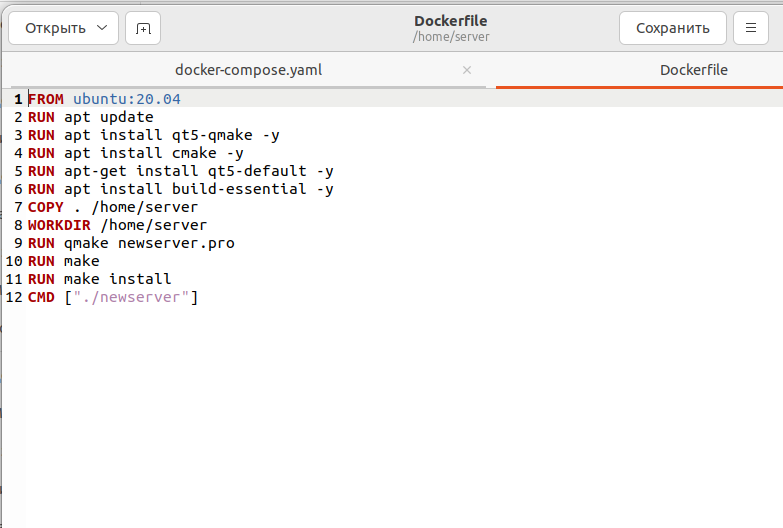 Открыть
Dockerfile
/home/server
Сохранить
docker-compose.yaml
Dockerfile
1 FROM ubuntu:20.04
2 RUN apt update
3 RUN apt install qt5-qmake -y
4 RUN apt install cmake -y
5 RUN apt-get install qt5-default -y
6 RUN apt install build-essential -y
7 COPY . /home/server
8 WORKDIR /home/server
9 RUN qmake newserver.pro
10 RUN make
11 RUN make install
12 CMD ["./newserver"]